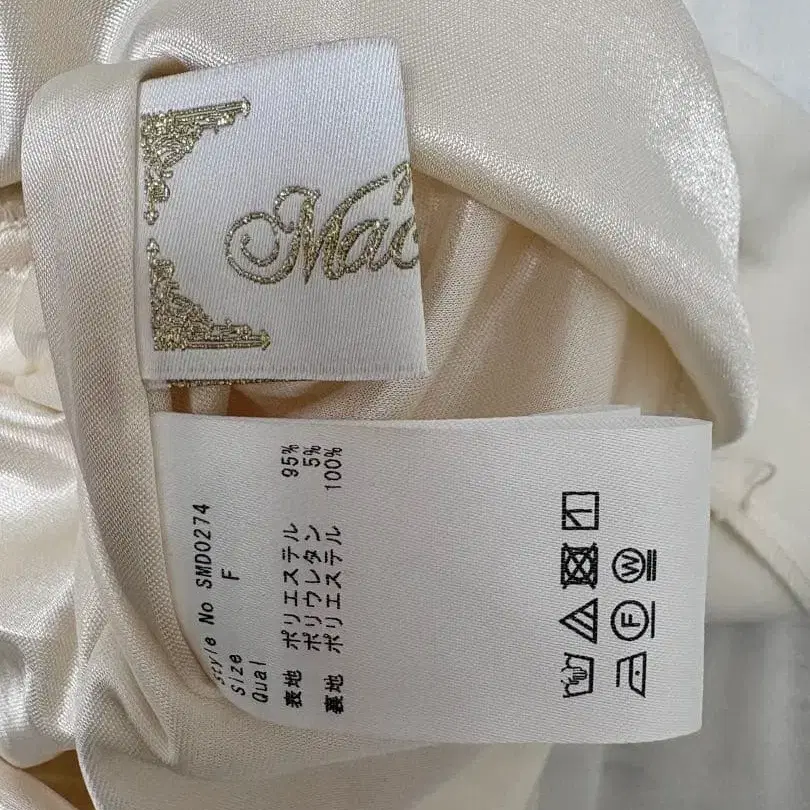 Mac
Style No SMD0274
Size F
Qual
表地 ポリエステル 95%
ポリウレタン 5%
裏地 ポリエステル 100%
F W